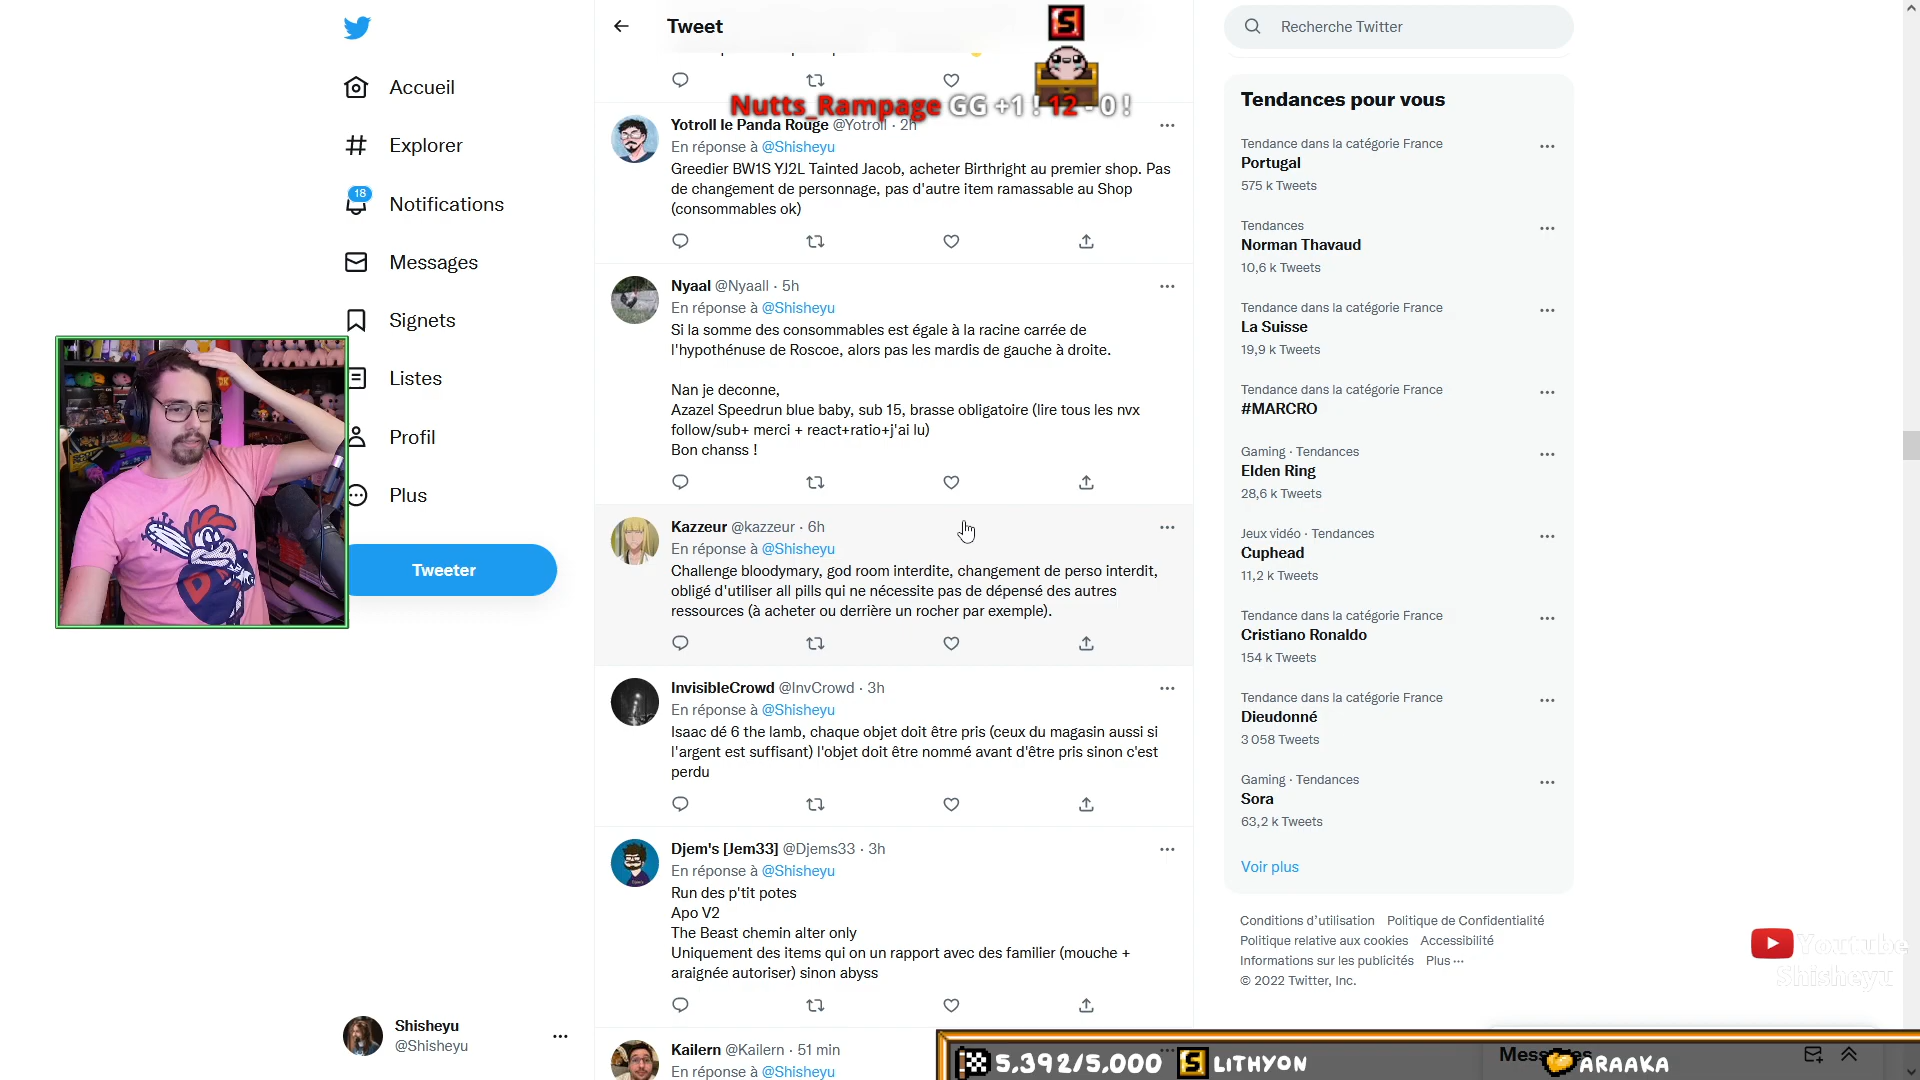 Accueil
Explorer
18
Notifications
Messages
Signets
Listes
Profil
Plus
Tweeter
Shisheyu
@Shisheyu
Tweet
S
Nutts_Rampage GG +1 ! 12 - 0 !
Yotroll le Panda Rouge @Yotroll · 2h
En réponse à @Shisheyu
Greedier BW1S YJ2L Tainted Jacob, acheter Birthright au premier shop. Pas
de changement de personnage, pas d'autre item ramassable au Shop
(consommables ok)
Nyaal @Nyaall · 5h
En réponse à @Shisheyu
Si la somme des consommables est égale à la racine carrée de
l'hypothénuse de Roscoe, alors pas les mardis de gauche à droite.
Nan je deconne,
Azazel Speedrun blue baby, sub 15, brasse obligatoire (lire tous les nvx
follow/sub+ merci + react+ratio+j'ai lu)
Bon chanss !
Kazzeur @kazzeur · 6h
En réponse à @Shisheyu
Challenge bloodymary, god room interdite, changement de perso interdit,
obligé d'utiliser all pills qui ne nécessite pas de dépensé des autres
ressources (à acheter ou derrière un rocher par exemple).
InvisibleCrowd @InvCrowd · 3h
En réponse à @Shisheyu
Isaac dé 6 the lamb, chaque objet doit être pris (ceux du magasin aussi si
l'argent est suffisant) l'objet doit être nommé avant d'être pris sinon c'est
perdu
Djem's [Jem33] @Djems33 · 3h
En réponse à @Shisheyu
Run des p'tit potes
Apo V2
The Beast chemin alter only
Uniquement des items qui on un rapport avec des familier (mouche +
araignée autoriser) sinon abyss
Kailern @Kailern · 51 min
En réponse à @Shisheyu
Recherche Twitter
Tendances pour vous
Tendance dans la catégorie France
Portugal
575 k Tweets
Tendances
Norman Thavaud
10,6 k Tweets
Tendance dans la catégorie France
La Suisse
19,9 k Tweets
Tendance dans la catégorie France
#MARCRO
Gaming · Tendances
Elden Ring
28,6 k Tweets
Jeux vidéo · Tendances
Cuphead
11,2 k Tweets
Tendance dans la catégorie France
Cristiano Ronaldo
154 k Tweets
Tendance dans la catégorie France
Dieudonné
3 058 Tweets
Gaming · Tendances
Sora
63,2 k Tweets
Voir plus
Conditions d'utilisation Politique de Confidentialité
Politique relative aux cookies Accessibilité
Informations sur les publicités Plus ···
© 2022 Twitter, Inc.
Youtube
Shisheyu
5.392/5.000 S LITHYON ARAAKA